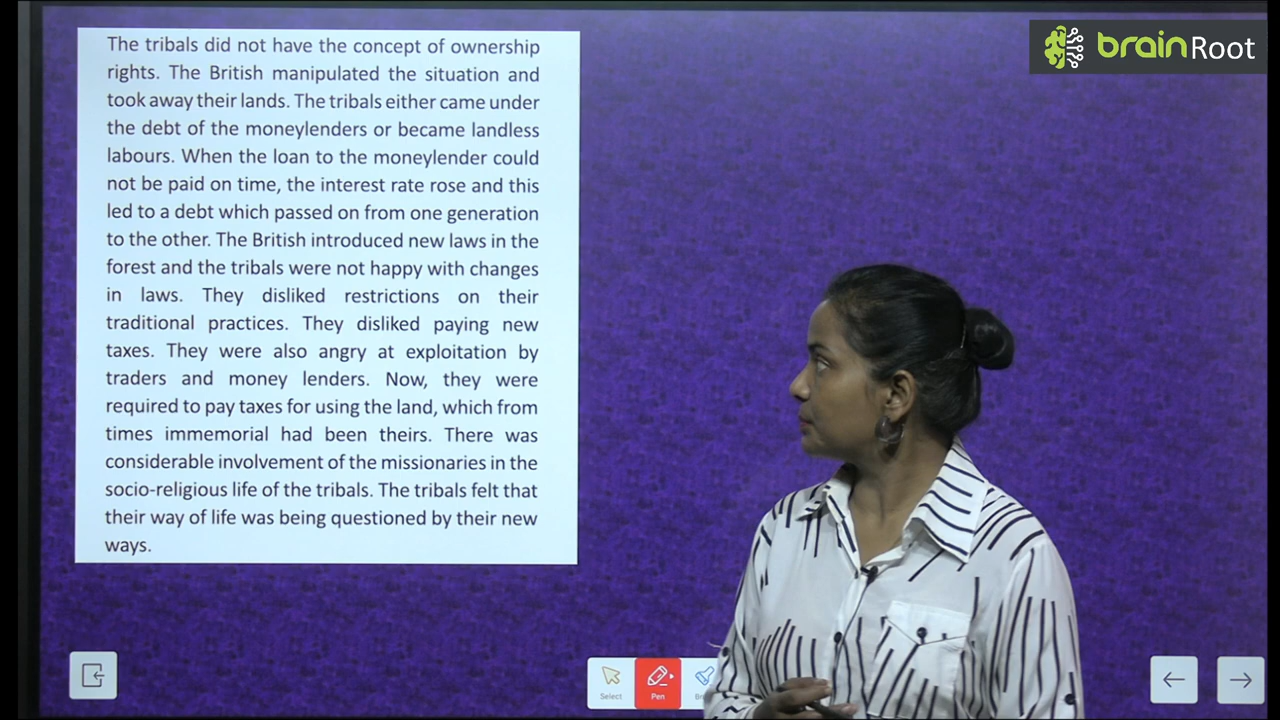 The tribals did not have the concept of ownership
rights. The British manipulated the situation and
took away their lands. The tribals either came under
the debt of the moneylenders or became landless
labours. When the loan to the moneylender could
not be paid on time, the interest rate rose and this
led to a debt which passed on from one generation
to the other. The British introduced new laws in the
forest and the tribals were not happy with changes
in laws. They disliked restrictions on their
traditional practices. They disliked paying new
taxes. They were also angry at exploitation by
traders and money lenders. Now, they were
required to pay taxes for using the land, which from
times immemorial had been theirs. There was
considerable involvement of the missionaries in the
socio-religious life of the tribals. The tribals felt that
their way of life was being questioned by their new
ways.
brainRoot
Select
Pen